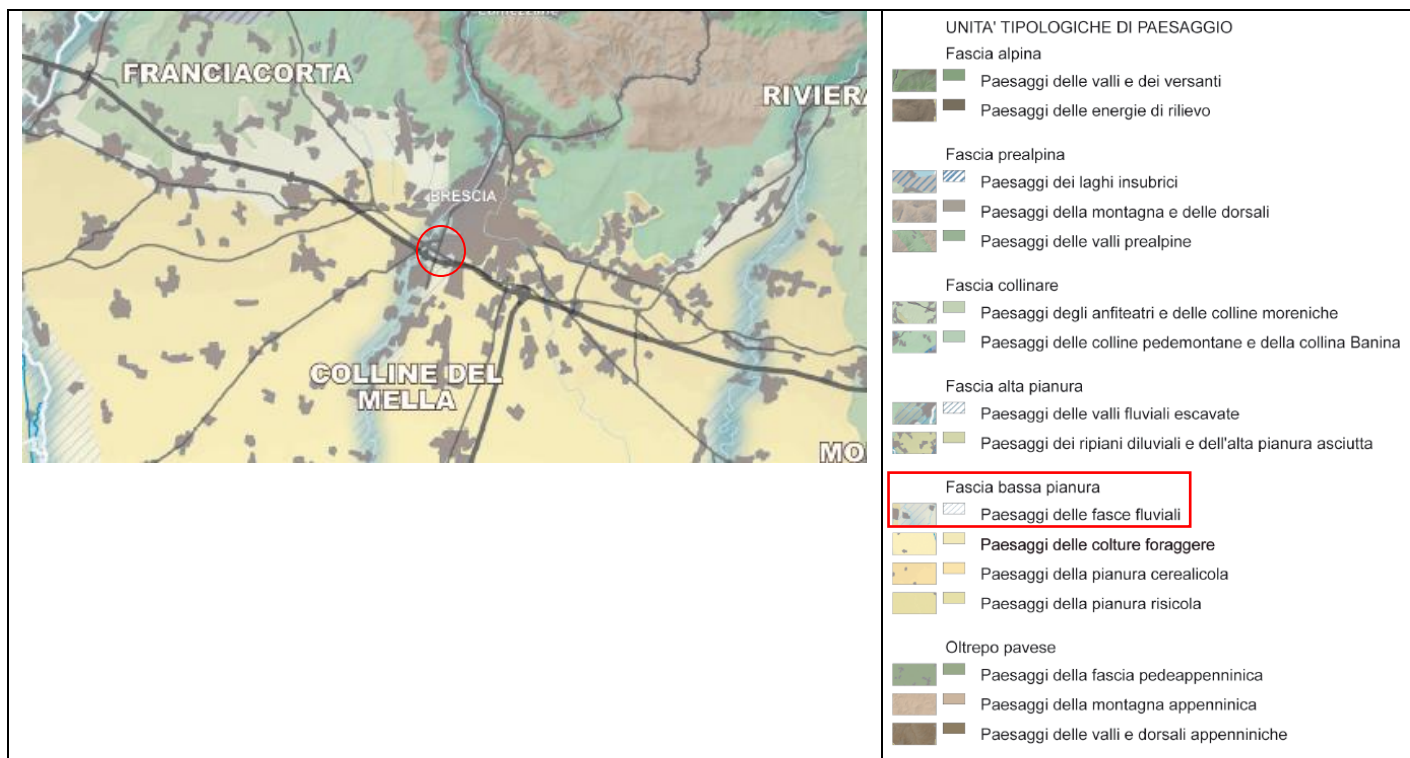 FRANCIACORTA
RIVIER
BRESCIA
COLLINE DEL
MELLA
MO
UNITA' TIPOLOGICHE DI PAESAGGIO
Fascia alpina
Paesaggi delle valli e dei versanti
Paesaggi delle energie di rilievo
Fascia prealpina
Paesaggi dei laghi insubrici
Paesaggi della montagna e delle dorsali
Paesaggi delle valli prealpine
Fascia collinare
Paesaggi degli anfiteatri e delle colline moreniche
Paesaggi delle colline pedemontane e della collina Banina
Fascia alta pianura
Paesaggi delle valli fluviali escavate
Paesaggi dei ripiani diluviali e dell'alta pianura asciutta
Fascia bassa pianura
Paesaggi delle fasce fluviali
Paesaggi delle colture foraggere
Paesaggi della pianura cerealicola
Paesaggi della pianura risicola
Oltrepo pavese
Paesaggi della fascia pedeappenninica
Paesaggi della montagna appenninica
Paesaggi delle valli e dorsali appenniniche